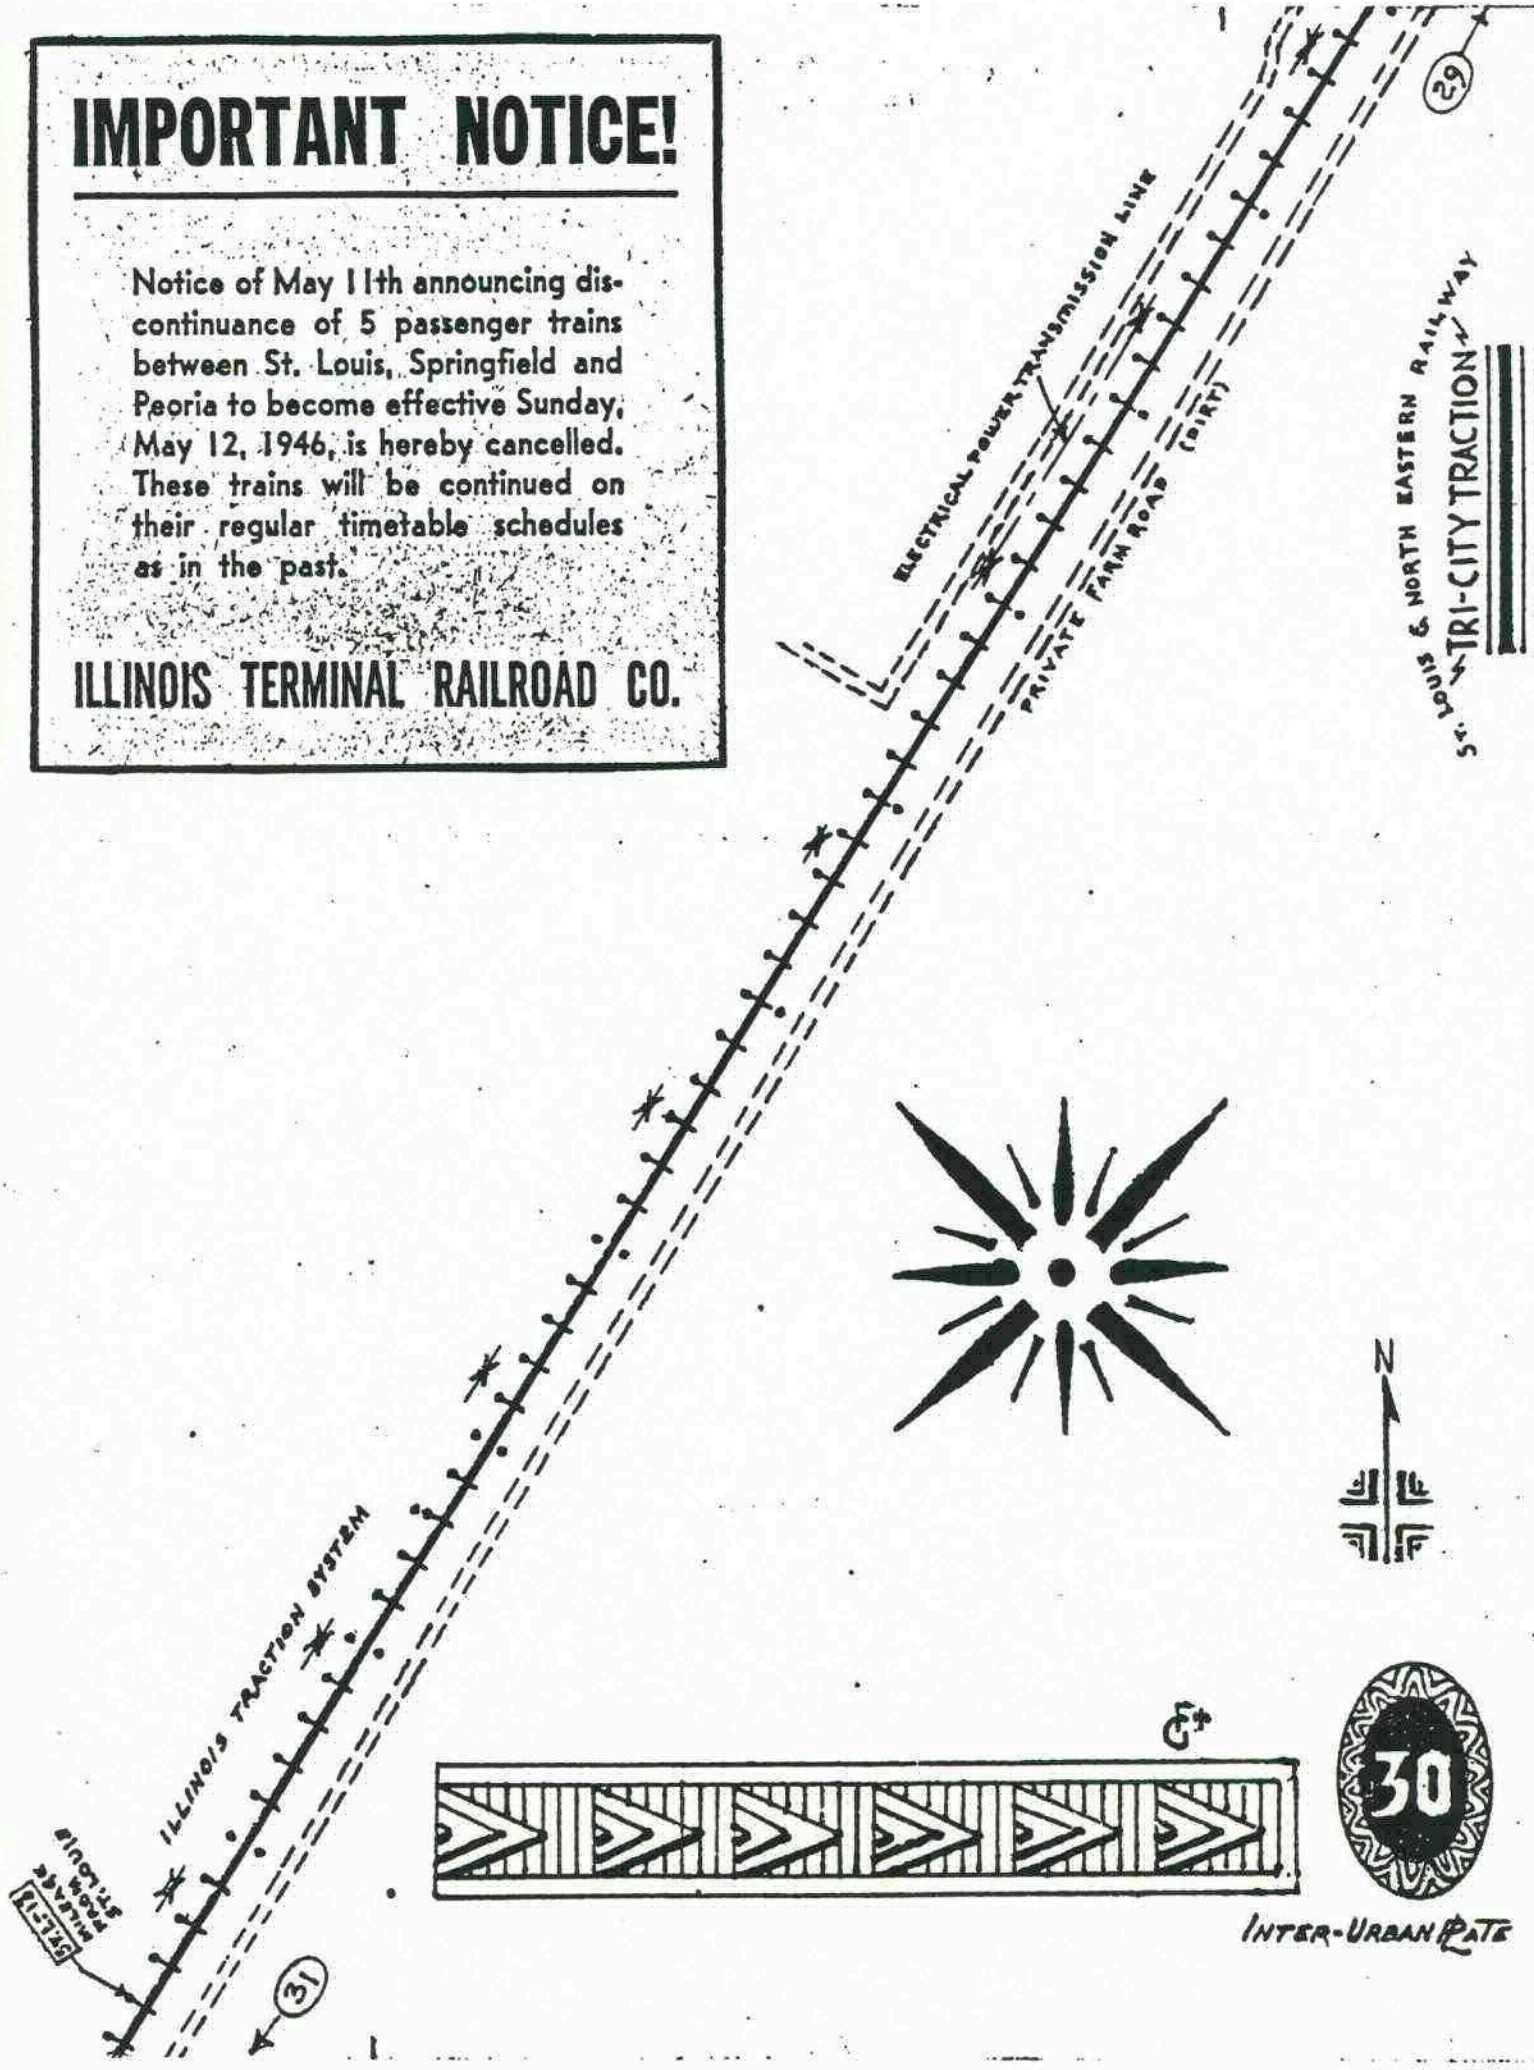 IMPORTANT NOTICE!
Notice of May 11th announcing dis-
continuance of 5 passenger trains
between St. Louis, Springfield and
Peoria to become effective Sunday,
May 12, 1946, is hereby cancelled.
These trains will be continued on
their regular timetable schedules
as in the past.
ILLINOIS TERMINAL RAILROAD CO.
29
ELECTRICAL POWER TRANSMISSION LINE
PRIVATE FARM ROAD (DIRT)
ST. LOUIS & NORTH EASTERN RAILWAY
TRI-CITY TRACTION
N
ILLINOIS TRACTION SYSTEM
MILEAGE
FROM
ST. LOUIS
31
30
INTER-URBAN PLATE